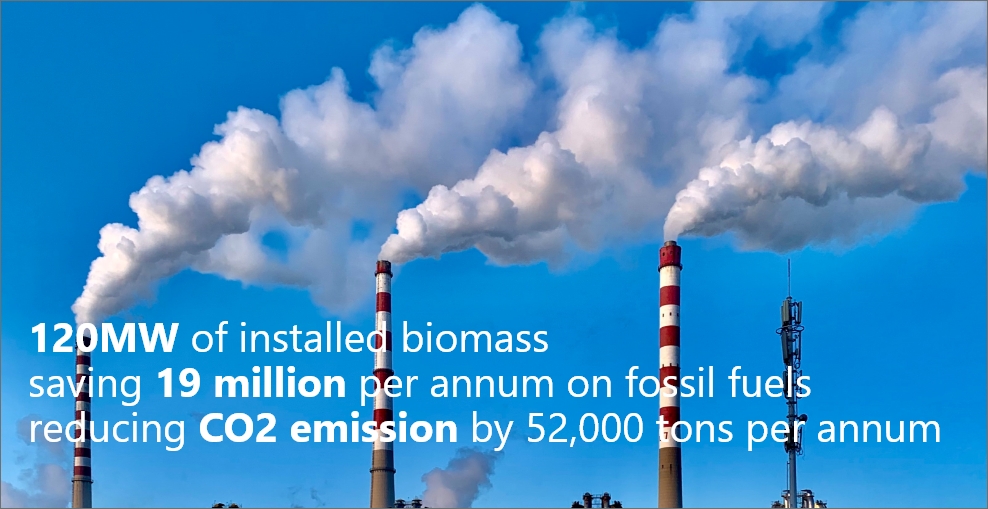 120MW of installed biomass
saving 19 million per annum on fossil fuels
reducing CO2 emission by 52,000 tons per annum